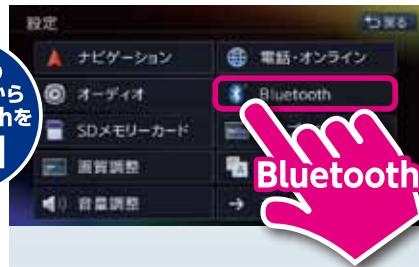 設定
戻る
ナビゲーション
電話・オンライン
から
オーディオ
Bluetooth
hを
SDメモリーカード
画質調整
Bluetooth
音量調整